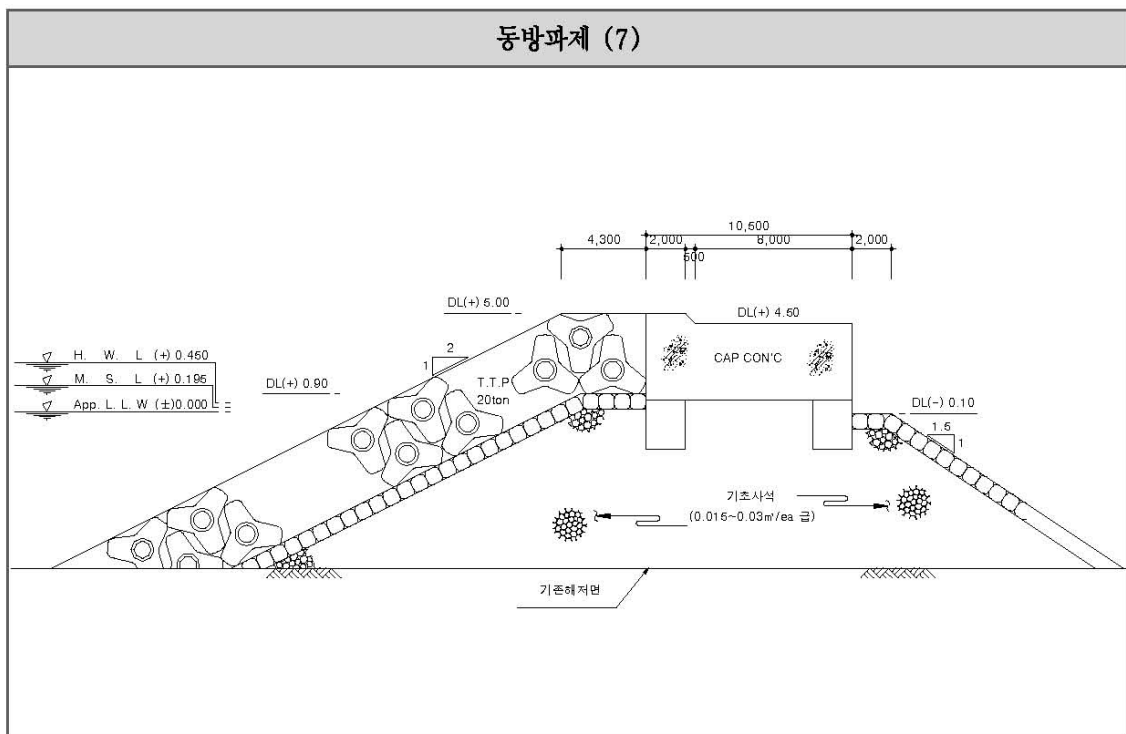 동방파제 (7)
10,500
4,300 2,000 8,000 2,000
500
DL(+) 5.00
DL(+) 4.50
2
1
H. W. L (+) 0.450
M. S. L (+) 0.195
App. L. L. W (±)0.000
DL(+) 0.90
T.T.P
20ton
CAP CON'C
DL(-) 0.10
1.5
1
기초사석
(0.015~0.03㎥/ea 급)
기존해저면